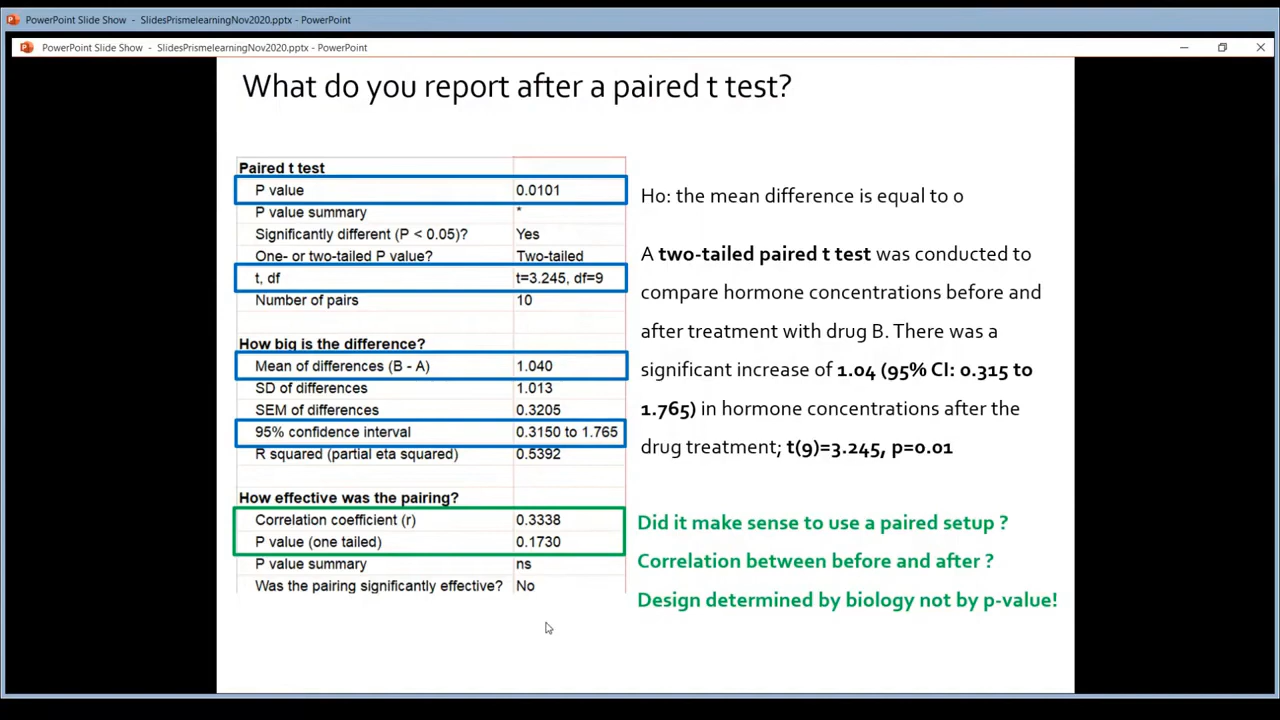 PowerPoint Slide Show - SlidesPrismelearningNov2020.pptx - PowerPoint
PowerPoint Slide Show - SlidesPrismelearningNov2020.pptx - PowerPoint
What do you report after a paired t test?
Paired t test
P value 0.0101
P value summary *
Significantly different (P < 0.05)? Yes
One- or two-tailed P value? Two-tailed
t, df t=3.245, df=9
Number of pairs 10
How big is the difference?
Mean of differences (B - A) 1.040
SD of differences 1.013
SEM of differences 0.3205
95% confidence interval 0.3150 to 1.765
R squared (partial eta squared) 0.5392
How effective was the pairing?
Correlation coefficient (r) 0.3338
P value (one tailed) 0.1730
P value summary ns
Was the pairing significantly effective? No
Ho: the mean difference is equal to 0
A two-tailed paired t test was conducted to
compare hormone concentrations before and
after treatment with drug B. There was a
significant increase of 1.04 (95% CI: 0.315 to
1.765) in hormone concentrations after the
drug treatment; t(9)=3.245, p=0.01
Did it make sense to use a paired setup ?
Correlation between before and after ?
Design determined by biology not by p-value!